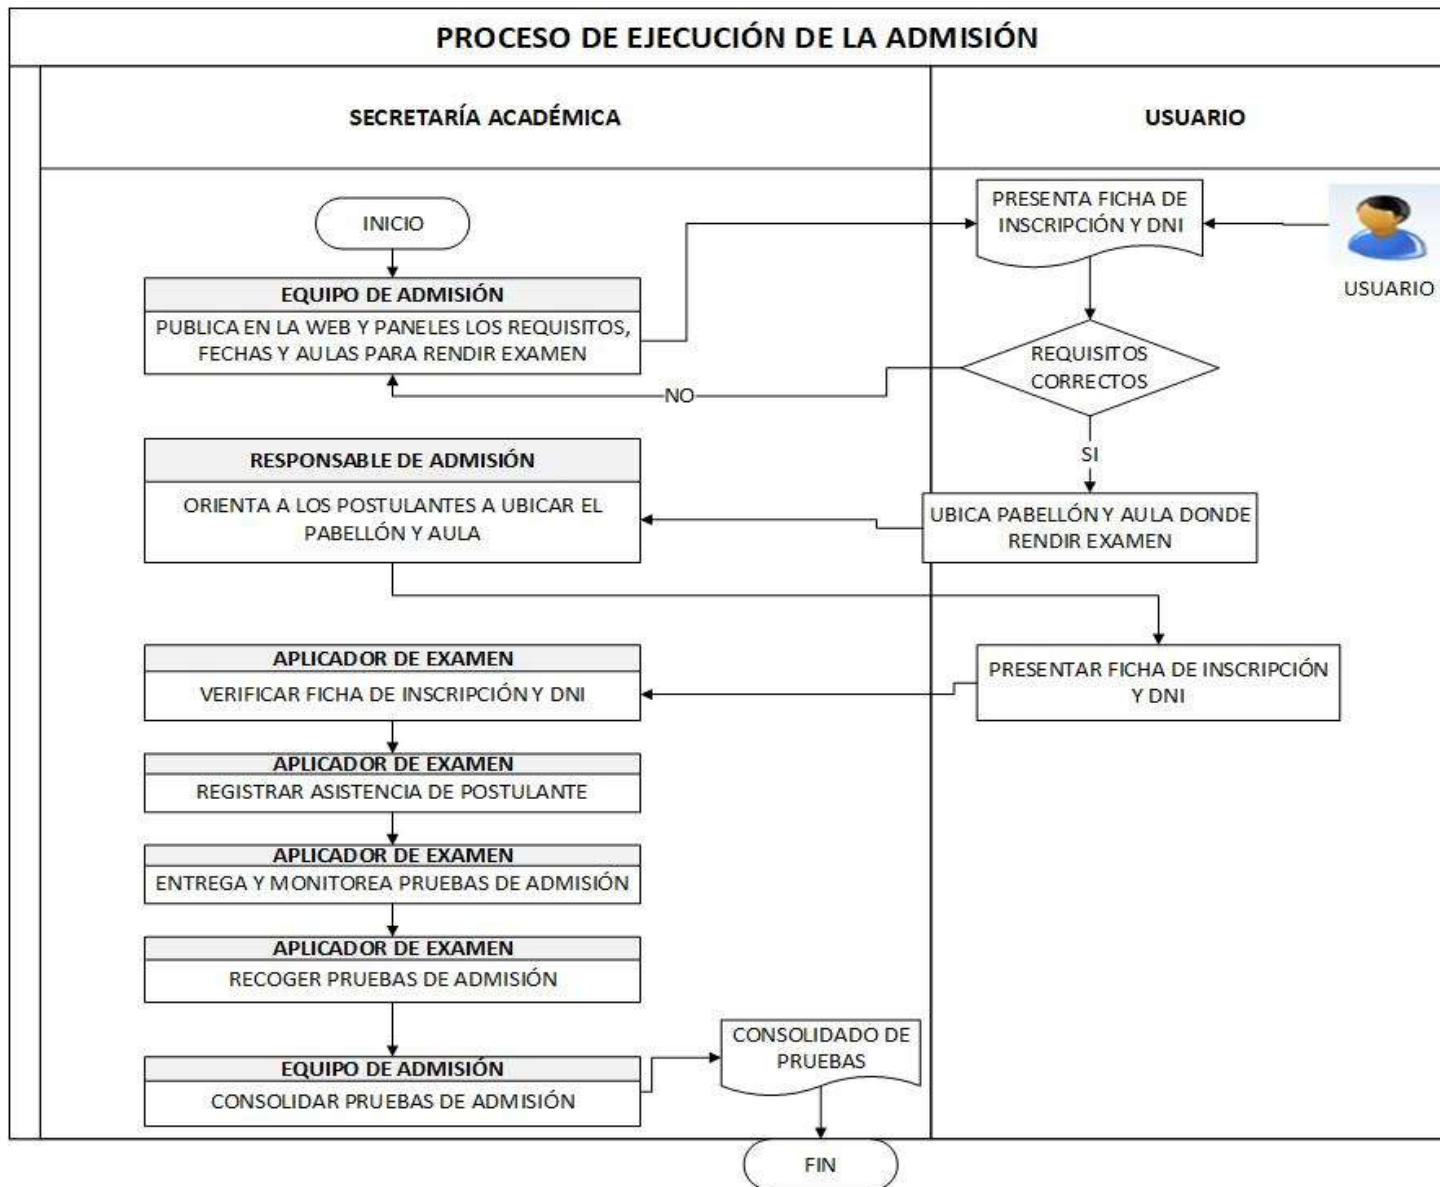 PROCESO DE EJECUCIÓN DE LA ADMISIÓN
SECRETARÍA ACADÉMICA
USUARIO
INICIO
PRESENTA FICHA DE
INSCRIPCIÓN Y DNI
USUARIO
EQUIPO DE ADMISIÓN
PUBLICA EN LA WEB Y PANELES LOS REQUISITOS,
FECHAS Y AULAS PARA RENDIR EXAMEN
REQUISITOS
CORRECTOS
NO
SI
RESPONSABLE DE ADMISIÓN
ORIENTA A LOS POSTULANTES A UBICAR EL
PABELLÓN Y AULA
UBICA PABELLÓN Y AULA DONDE
RENDIR EXAMEN
APLICADOR DE EXAMEN
VERIFICAR FICHA DE INSCRIPCIÓN Y DNI
PRESENTAR FICHA DE INSCRIPCIÓN
Y DNI
APLICADOR DE EXAMEN
REGISTRAR ASISTENCIA DE POSTULANTE
APLICADOR DE EXAMEN
ENTREGA Y MONITOREA PRUEBAS DE ADMISIÓN
APLICADOR DE EXAMEN
RECOGER PRUEBAS DE ADMISIÓN
EQUIPO DE ADMISIÓN
CONSOLIDAR PRUEBAS DE ADMISIÓN
CONSOLIDADO DE
PRUEBAS
FIN